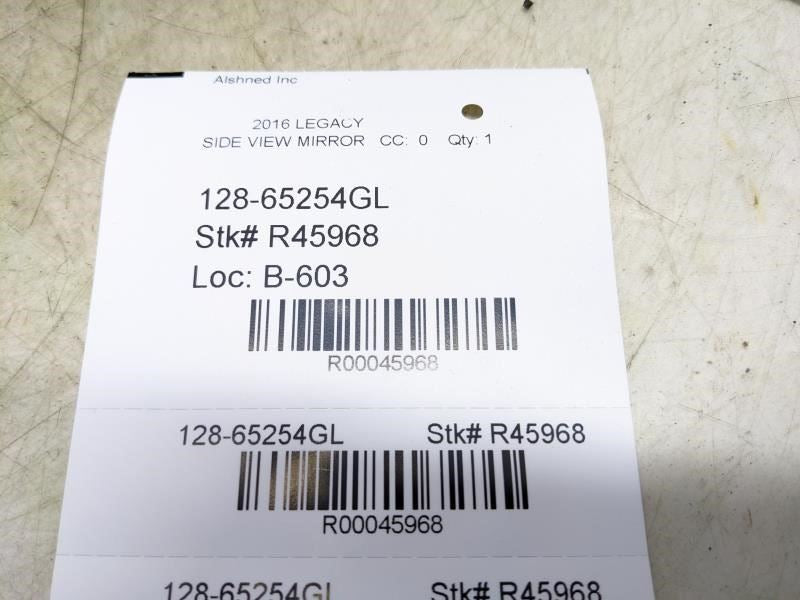 Alshned Inc
2016 LEGACY
SIDE VIEW MIRROR CC: 0 Qty: 1
128-65254GL
Stk# R45968
Loc: B-603
R00045968
128-65254GL Stk# R45968
R00045968
128-65254GL Stk# R45968